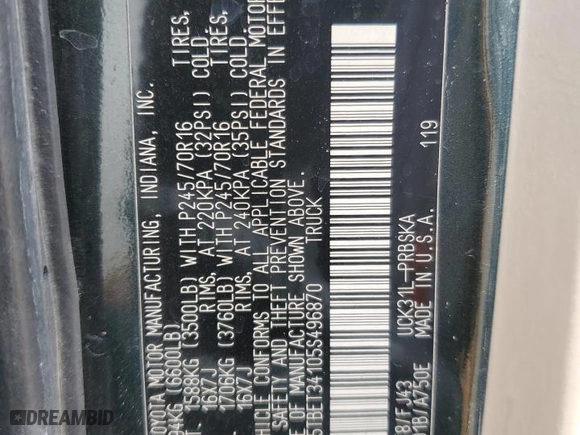 TOYOTA MOTOR MANUFACTURING, INDIANA, INC.
94KG (6600LB)
T. 1588KG (3500LB) WITH P245/70R16 TIRES,
16X7J RIMS, AT 220KPA (32PSI) COLD.
1706KG (3760LB) WITH P245/70R16 TIRES,
16X7J RIMS, AT 240KPA (35PSI) COLD.
EHICLE CONFORMS TO ALL APPLICABLE FEDERAL MOTOR
SAFETY AND THEFT PREVENTION STANDARDS IN EFFE
E OF MANUFACTURE SHOWN ABOVE.
5TBET34105S496870 TRUCK
119
8/FJ43 UCK31L-PRBSKA
1B/A750E MADE IN U.S.A.
DREAMBID